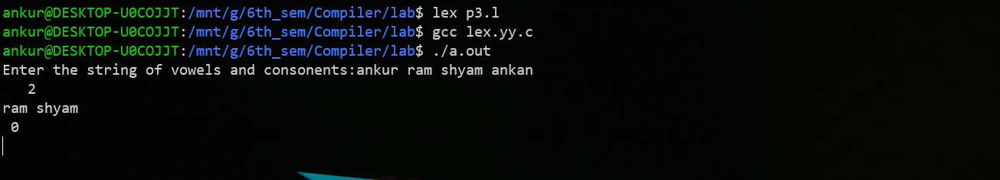 ankur@DESKTOP-U0COJJT:/mnt/g/6th_sem/Compiler/lab$ lex p3.l
ankur@DESKTOP-U0COJJT:/mnt/g/6th_sem/Compiler/lab$ gcc lex.yy.c
ankur@DESKTOP-U0COJJT:/mnt/g/6th_sem/Compiler/lab$ ./a.out
Enter the string of vowels and consonents:ankur ram shyam ankan
   2
ram shyam
 0